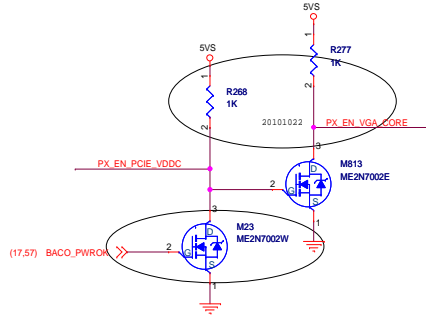 5VS
1
R277
1K
2
5VS
1
R268
1K
2
20101022
PX_EN_VGA_CORE
3
PX_EN_PCIE_VDDC
M813
ME2N7002E
D
2
G
S
1
3
M23
ME2N7002W
D
(17,57) BACO_PWROK
2
G
S
1